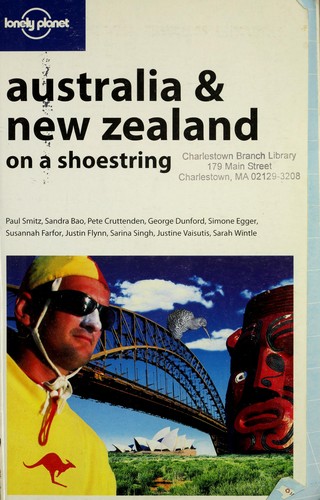 lonely planet
australia &
new zealand
on a shoestring
Charlestown Branch Library
179 Main Street
Charlestown, MA 02129-3208
Paul Smitz, Sandra Bao, Pete Cruttenden, George Dunford, Simone Egger,
Susannah Farfor, Justin Flynn, Sarina Singh, Justine Vaisutis, Sarah Wintle